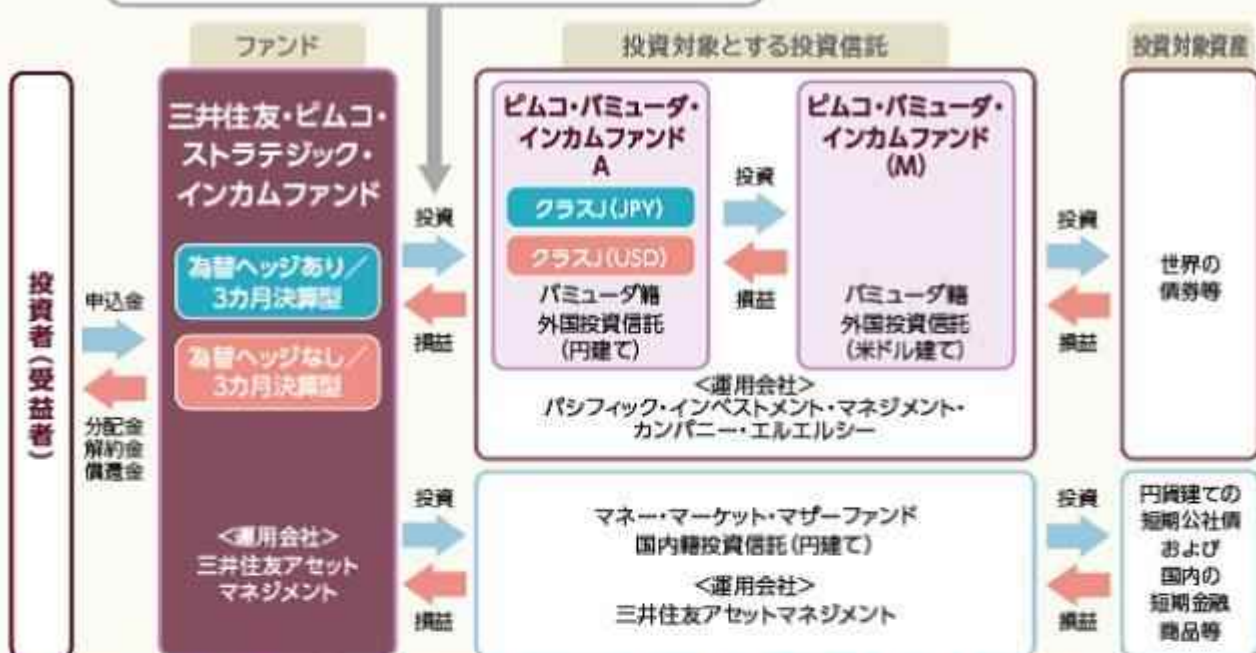 ファンド
投資対象とする投資信託
投資対象資産
投資者(受益者)
申込金
分配金
解約金
償還金
三井住友・ピムコ・
ストラテジック・
インカムファンド
為替ヘッジあり/
3カ月決算型
為替ヘッジなし/
3カ月決算型
<運用会社>
三井住友アセット
マネジメント
投資
損益
ピムコ・バミューダ・
インカムファンド
A
クラスJ(JPY)
クラスJ(USD)
バミューダ籍
外国投資信託
(円建て)
投資
損益
ピムコ・バミューダ・
インカムファンド
(M)
バミューダ籍
外国投資信託
(米ドル建て)
<運用会社>
パシフィック・インベストメント・マネジメント・
カンパニー・エルエルシー
投資
損益
世界の
債券等
投資
損益
マネー・マーケット・マザーファンド
国内籍投資信託(円建て)
<運用会社>
三井住友アセットマネジメント
投資
損益
円貨建ての
短期公社債
および
国内の
短期金融
商品等